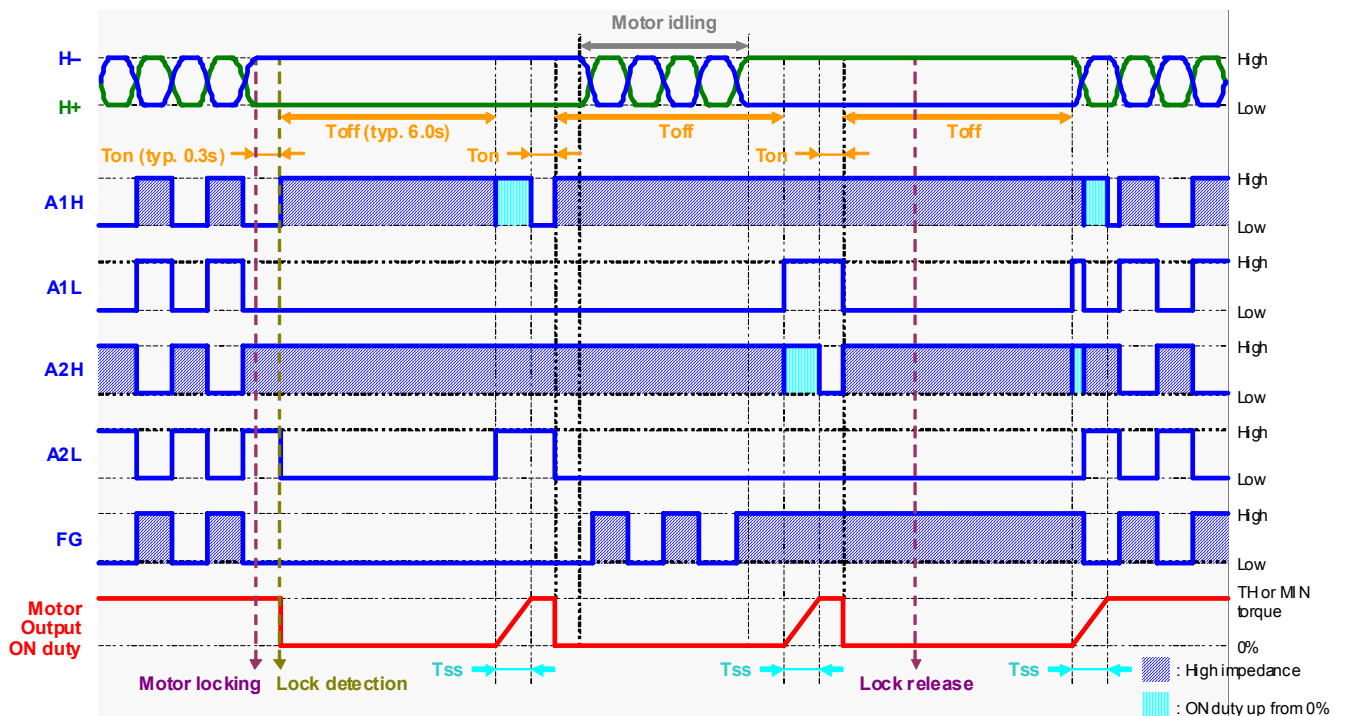 Motor idling
H–
High
H+
Low
Toff (typ. 6.0s)
Toff
Toff
Ton (typ. 0.3s)
Ton
Ton
A1H
High
Low
A1L
High
Low
A2H
High
Low
A2L
High
Low
FG
High
Low
Motor
Output
ON duty
TH or MIN
torque
0%
Tss
Tss
Tss
Motor locking
Lock detection
Lock release
: High impedance
: ON duty up from 0%